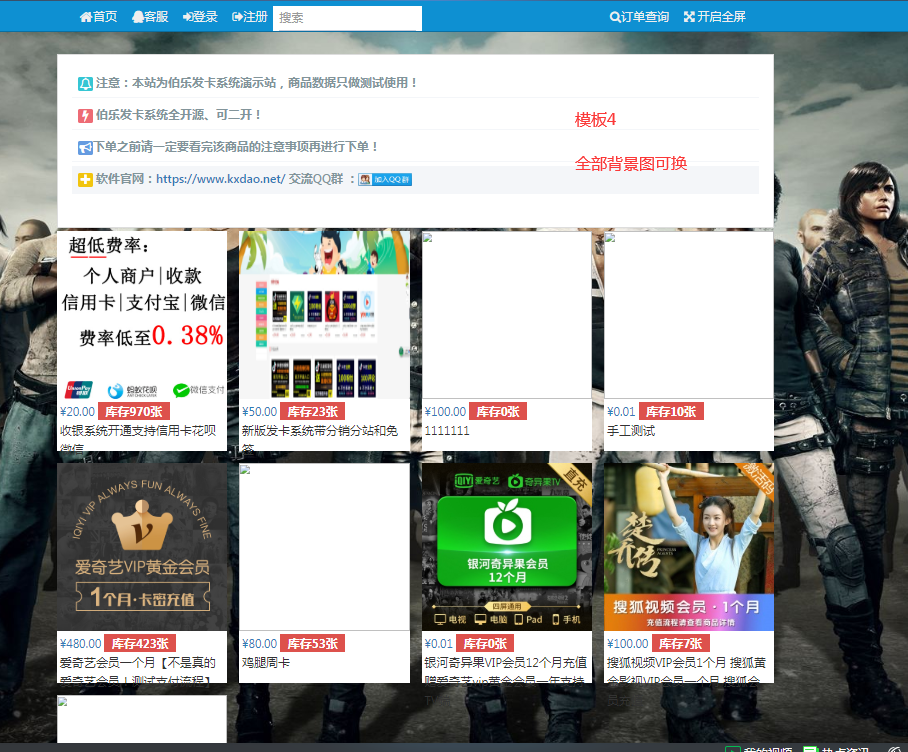 首页 客服 登录 注册 搜索 订单查询 开启全屏
注意：本站为伯乐发卡系统演示站，商品数据只做测试使用！
伯乐发卡系统全开源、可二开！
模板4
下单之前请一定要看完该商品的注意事项再进行下单！
全部背景图可换
软件官网：https://www.kxdao.net/ 交流QQ群 ： 加入QQ群
超低费率：
个人商户|收款
信用卡|支付宝|微信
费率低至0.38%
UnionPay 蚂蚁花呗 微信支付
¥20.00 库存970张
收银系统开通支持信用卡花呗
微信
¥50.00 库存23张
新版发卡系统带分销分站和免
签
¥100.00 库存0张
1111111
¥0.01 库存10张
手工测试
IQIYI VIP ALWAYS FUN ALWAYS FINE
爱奇艺VIP黄金会员
1个月·卡密充值
¥480.00 库存423张
爱奇艺会员一个月【不是真的
爱奇艺会员！测试支付流程】
¥80.00 库存53张
鸡腿周卡
iQIYI 爱奇艺 奇异果TV
直充
银河奇异果会员
12个月
四屏通用
电视 电脑 Pad 手机
¥0.01 库存0张
银河奇异果VIP会员12个月充值
赠爱奇艺vip黄金会员一年支持
激活码
楚乔传
PRINCESS AGENTS
搜狐视频会员·1个月
充值流程请查看商品详情
¥100.00 库存7张
搜狐视频VIP会员1个月 搜狐黄
金影视VIP会员一个月 搜狐会
员充
我的视频 热点资讯